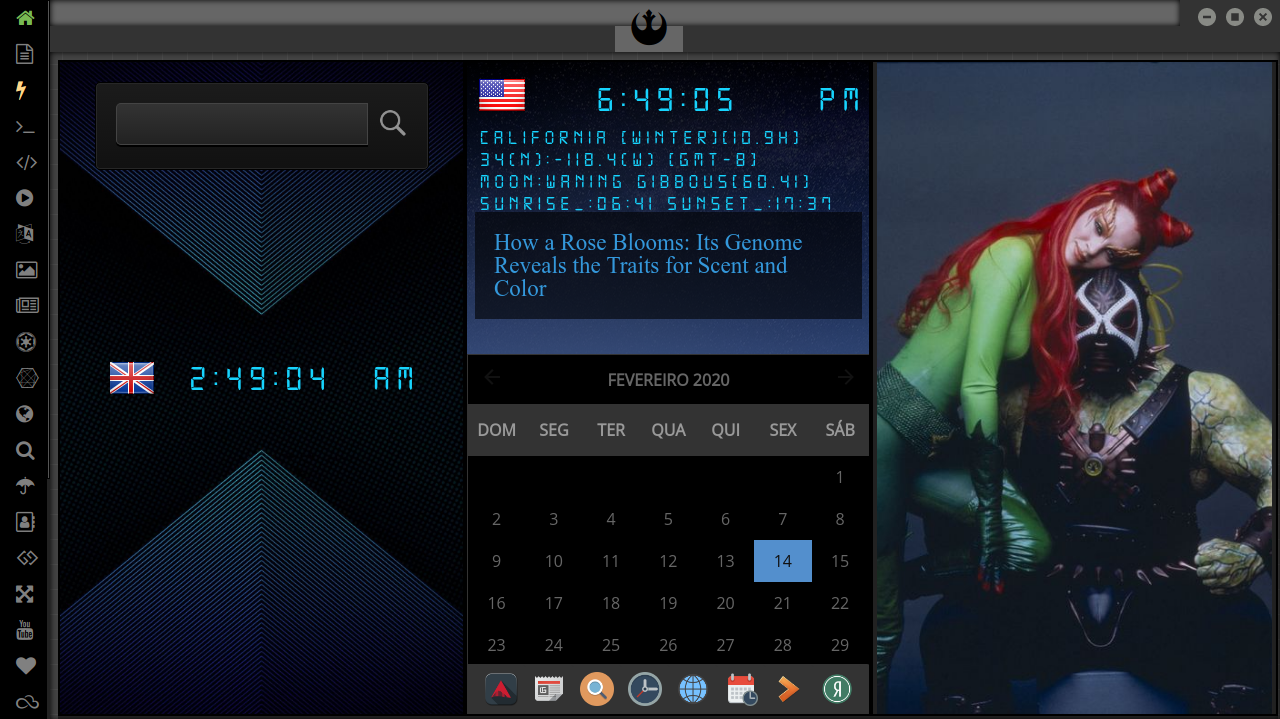 6:49:05 PM
CALIFORNIA (WINTER)(10.9H)
34(N):-118.4(W) (GMT-8)
MOON:WANING GIBBOUS(60.41)
SUNRISE_:06:41 SUNSET_:17:37
How a Rose Blooms: Its Genome
Reveals the Traits for Scent and
Color
2:49:04 AM
FEVEREIRO 2020
DOM SEG TER QUA QUI SEX SÁB
1
2 3 4 5 6 7 8
9 10 11 12 13 14 15
16 17 18 19 20 21 22
23 24 25 26 27 28 29
You
Tube
Я